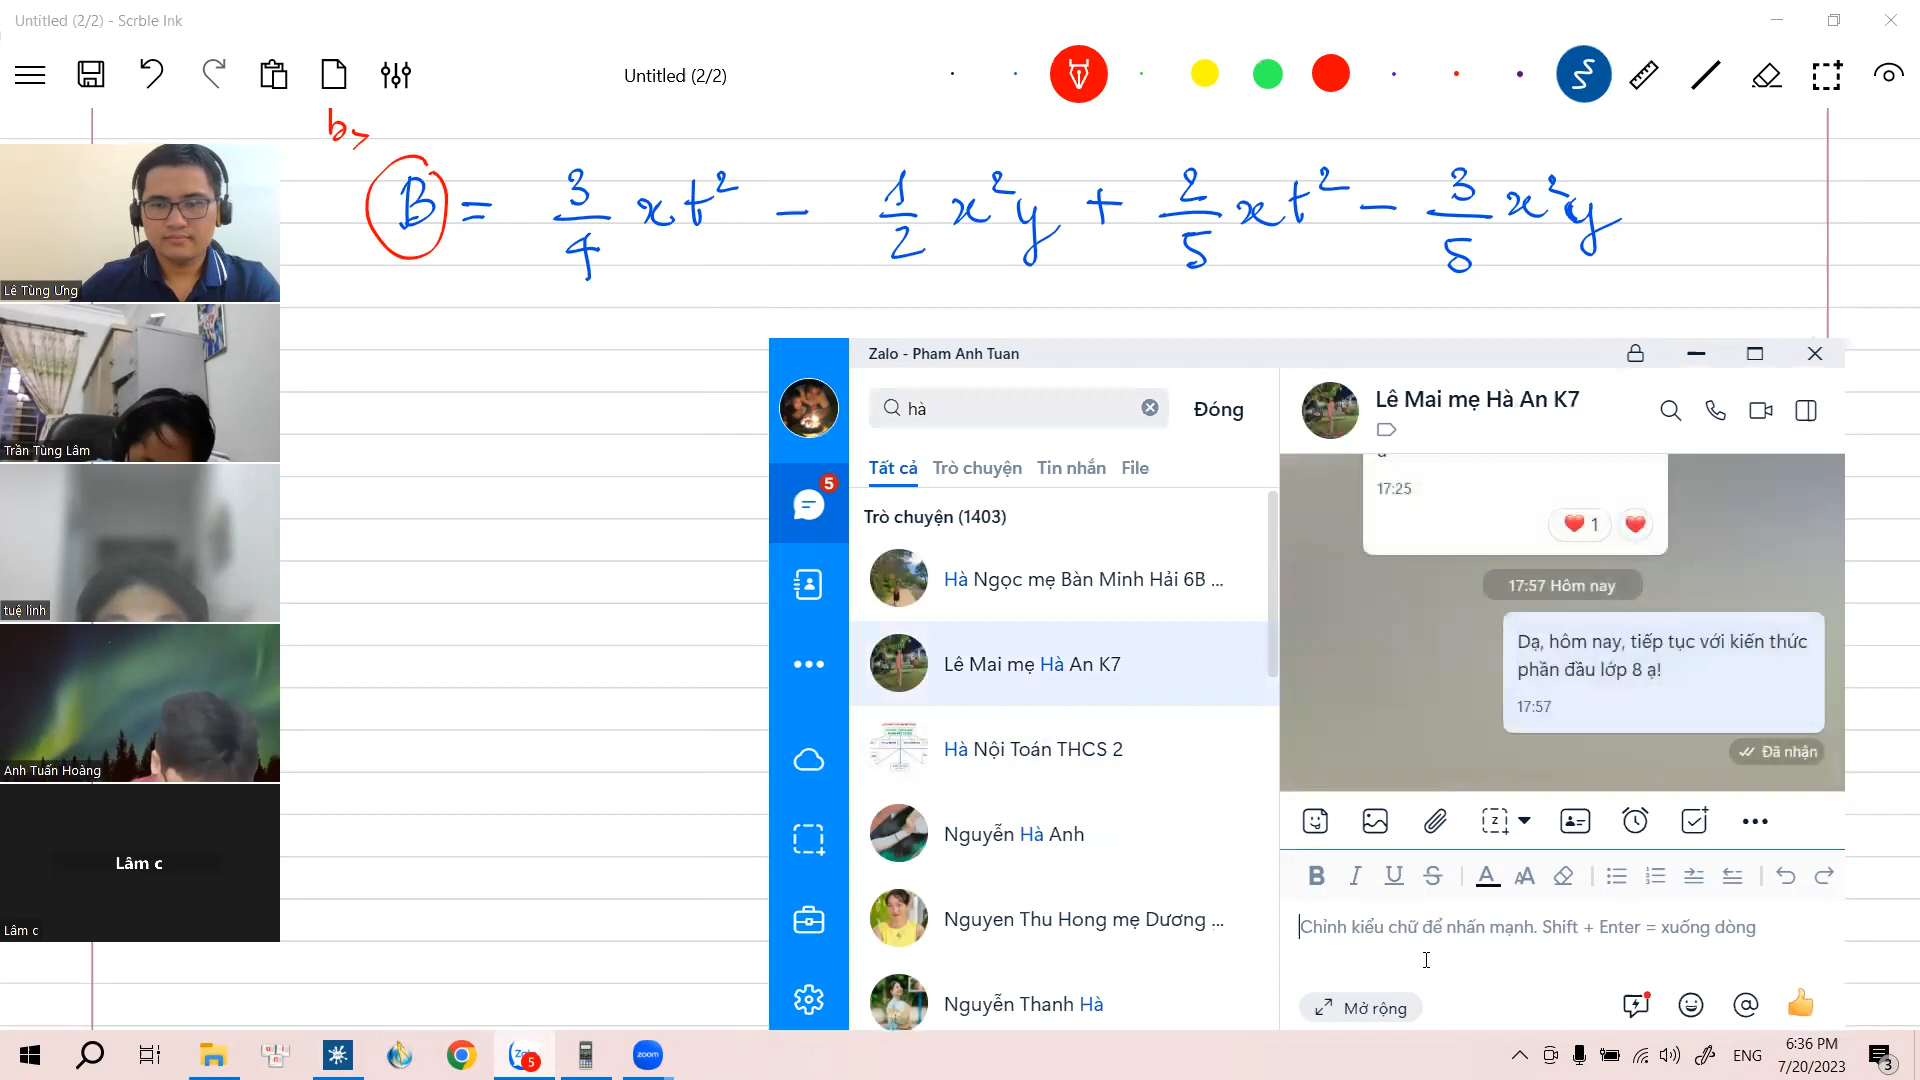 Untitled (2/2) - Scrble Ink
Untitled (2/2)
b,
B = 3/4 xt² - 1/2 x²y + 2/5 xt² - 3/5 x²y
Lê Tùng Ưng
Trần Tùng Lâm
tuệ linh
Anh Tuấn Hoàng
Lâm c
Lâm c
Zalo - Pham Anh Tuan
hà
Đóng
Tất cả Trò chuyện Tin nhắn File
5
Trò chuyện (1403)
Hà Ngọc mẹ Bàn Minh Hải 6B ...
Lê Mai mẹ Hà An K7
Hà Nội Toán THCS 2
Nguyễn Hà Anh
Nguyen Thu Hong mẹ Dương ...
Nguyễn Thanh Hà
Lê Mai mẹ Hà An K7
17:25
1
17:57 Hôm nay
Dạ, hôm nay, tiếp tục với kiến thức
phần đầu lớp 8 ạ!
17:57
Đã nhận
B I U S A AA
Chỉnh kiểu chữ để nhấn mạnh. Shift + Enter = xuống dòng
Mở rộng
5
zoom
ENG
6:36 PM
7/20/2023
3